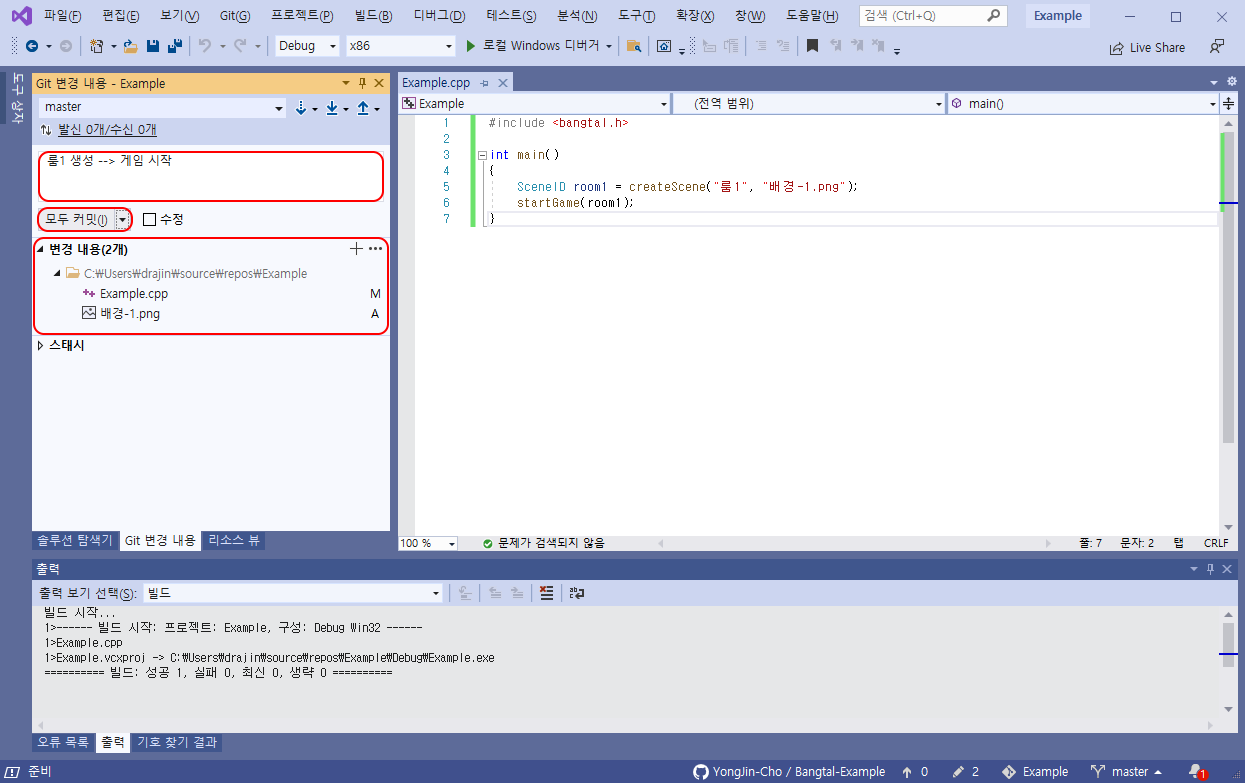 파일(F) 편집(E) 보기(V) Git(G) 프로젝트(P) 빌드(B) 디버그(D) 테스트(S) 분석(N) 도구(T) 확장(X) 창(W) 도움말(H) 검색 (Ctrl+Q) Example
Debug x86 로컬 Windows 디버거 Live Share
도구 상자
Git 변경 내용 - Example
master
발신 0개/수신 0개
룸1 생성 --> 게임 시작
모두 커밋(I) 수정
변경 내용(2개)
C:₩Users₩drajin₩source₩repos₩Example
Example.cpp M
배경-1.png A
스태시
솔루션 탐색기 Git 변경 내용 리소스 뷰
Example.cpp
Example (전역 범위) main()
1 #include <bangtal.h>
2
3 int main()
4 {
5 SceneID room1 = createScene("룸1", "배경-1.png");
6 startGame(room1);
7 }
100 % 문제가 검색되지 않음 줄: 7 문자: 2 탭 CRLF
출력
출력 보기 선택(S): 빌드
빌드 시작...
1>------ 빌드 시작: 프로젝트: Example, 구성: Debug Win32 ------
1>Example.cpp
1>Example.vcxproj -> C:₩Users₩drajin₩source₩repos₩Example₩Debug₩Example.exe
========== 빌드: 성공 1, 실패 0, 최신 0, 생략 0 ==========
오류 목록 출력 기호 찾기 결과
준비 YongJin-Cho / Bangtal-Example 0 2 Example master 1